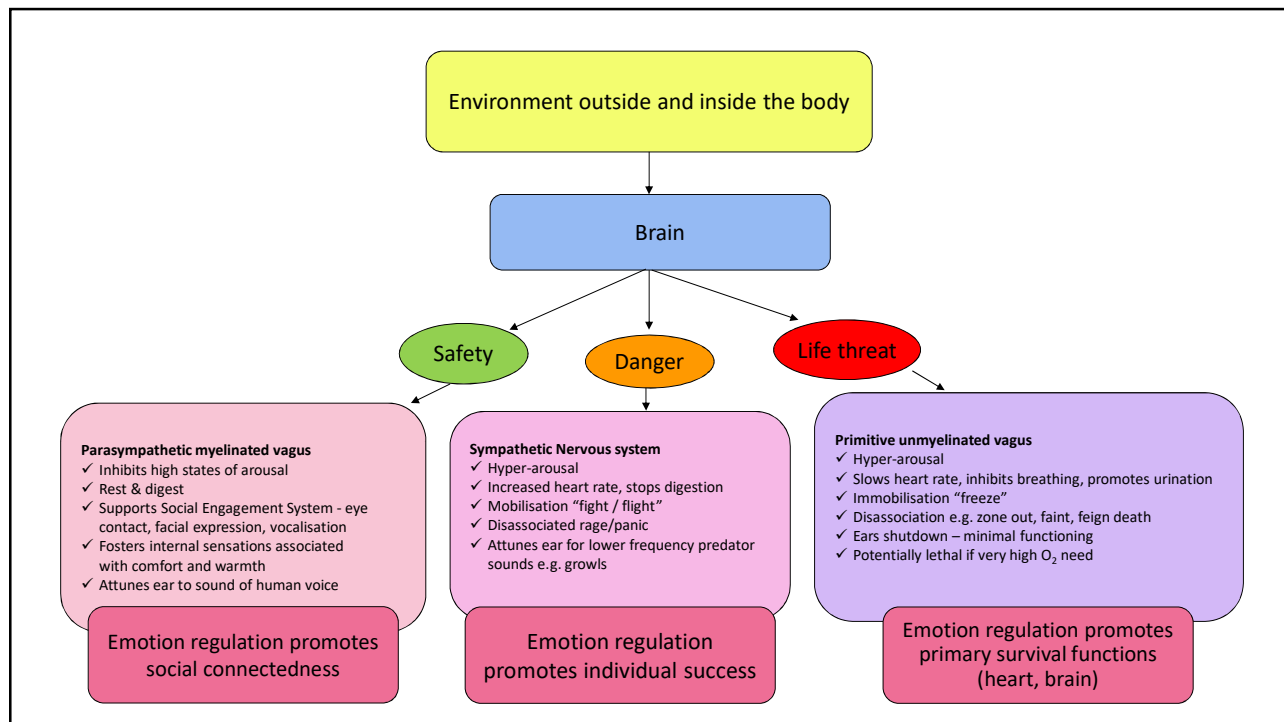 Environment outside and inside the body
Brain
Safety
Danger
Life threat
Parasympathetic myelinated vagus
✓ Inhibits high states of arousal
✓ Rest & digest
✓ Supports Social Engagement System - eye
contact, facial expression, vocalisation
✓ Fosters internal sensations associated
with comfort and warmth
✓ Attunes ear to sound of human voice
Emotion regulation promotes
social connectedness
Sympathetic Nervous system
✓ Hyper-arousal
✓ Increased heart rate, stops digestion
✓ Mobilisation “fight / flight”
✓ Disassociated rage/panic
✓ Attunes ear for lower frequency predator
sounds e.g. growls
Emotion regulation
promotes individual success
Primitive unmyelinated vagus
✓ Hyper-arousal
✓ Slows heart rate, inhibits breathing, promotes urination
✓ Immobilisation “freeze”
✓ Disassociation e.g. zone out, faint, feign death
✓ Ears shutdown – minimal functioning
✓ Potentially lethal if very high O₂ need
Emotion regulation promotes
primary survival functions
(heart, brain)